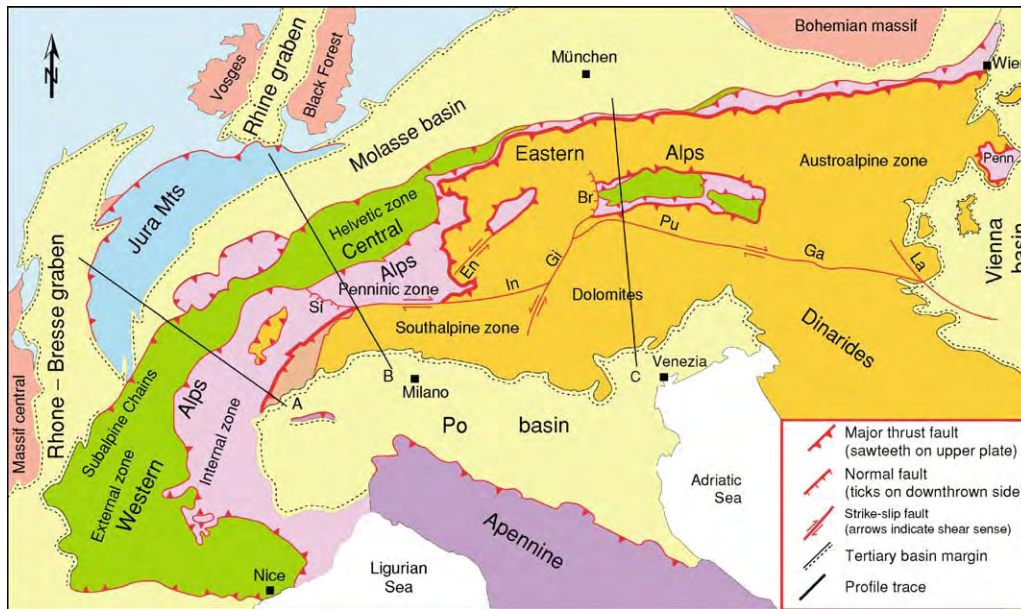 Bohemian massif
München
Wien
Vosges
Rhine graben
Black Forest
N
Molasse basin
Eastern Alps
Austroalpine zone
Penn
Jura Mts
Helvetic zone
Central
Alps
Penninic zone
Br
En
Gi
Pu
Ga
La
In
Si
Vienna basin
Rhone – Bresse graben
Massif central
Southalpine zone
Dolomites
Dinarides
A
B
C
Milano
Venezia
Subalpine Chains
External zone
Western
Alps
Internal zone
Po basin
Adriatic
Sea
Apennine
Nice
Ligurian
Sea
Major thrust fault
(sawteeth on upper plate)
Normal fault
(ticks on downthrown side)
Strike-slip fault
(arrows indicate shear sense)
Tertiary basin margin
Profile trace